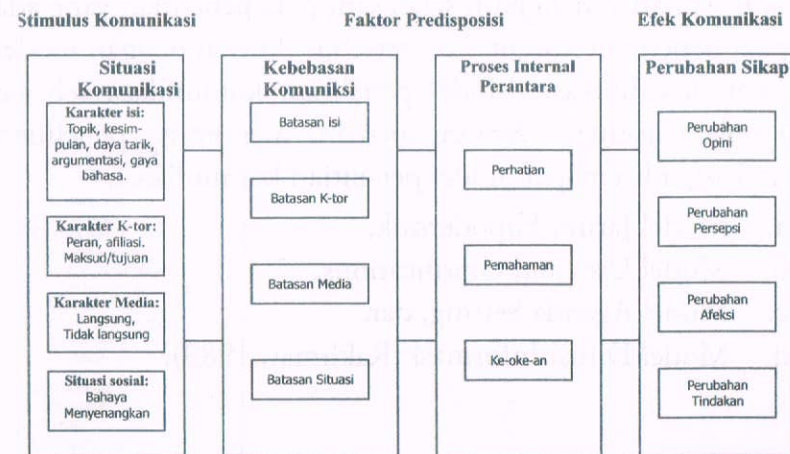 Stimulus Komunikasi
Faktor Predisposisi
Efek Komunikasi
Situasi
Komunikasi
Karakter isi:
Topik, kesim-
pulan, daya tarik,
argumentasi, gaya
bahasa.
Karakter K-tor:
Peran, afiliasi.
Maksud/tujuan
Karakter Media:
Langsung,
Tidak langsung
Situasi sosial:
Bahaya
Menyenangkan
Kebebasan
Komuniksi
Batasan isi
Batasan K-tor
Batasan Media
Batasan Situasi
Proses Internal
Perantara
Perhatian
Pemahaman
Ke-oke-an
Perubahan Sikap
Perubahan
Opini
Perubahan
Persepsi
Perubahan
Afeksi
Perubahan
Tindakan